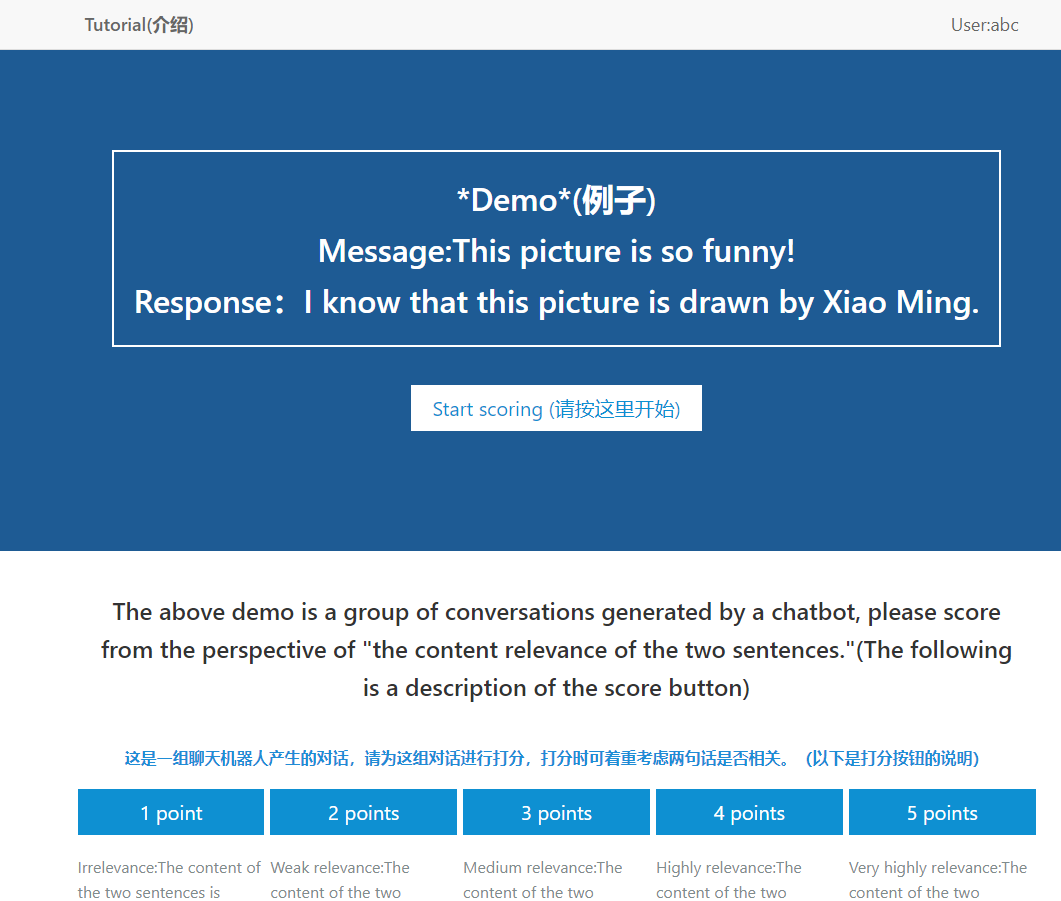 Tutorial(介绍)
User:abc
*Demo*(例子)
Message:This picture is so funny!
Response：I know that this picture is drawn by Xiao Ming.
Start scoring (请按这里开始)
The above demo is a group of conversations generated by a chatbot, please score
from the perspective of "the content relevance of the two sentences."(The following
is a description of the score button)
这是一组聊天机器人产生的对话，请为这组对话进行打分，打分时可着重考虑两句话是否相关。（以下是打分按钮的说明）
1 point
2 points
3 points
4 points
5 points
Irrelevance:The content of
the two sentences is
Weak relevance:The
content of the two
Medium relevance:The
content of the two
Highly relevance:The
content of the two
Very highly relevance:The
content of the two